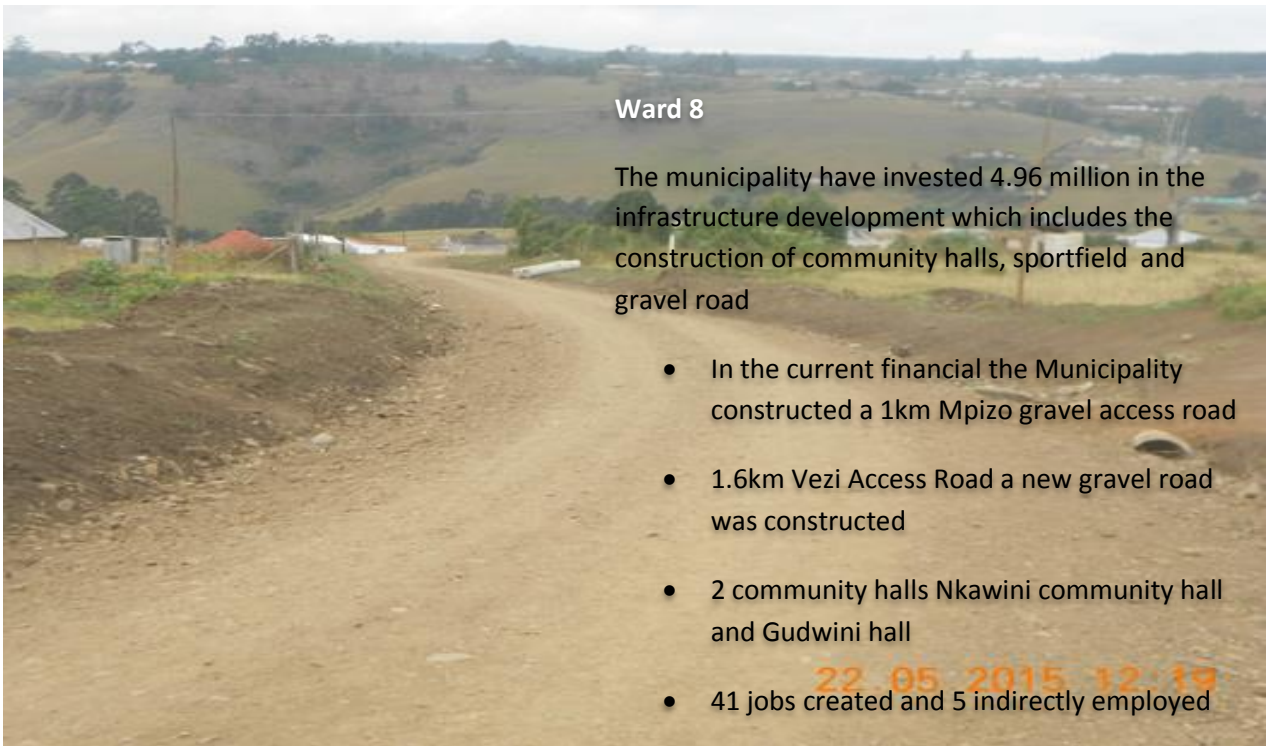 Ward 8
The municipality have invested 4.96 million in the
infrastructure development which includes the
construction of community halls, sportfield  and
gravel road
• In the current financial the Municipality
constructed a 1km Mpizo gravel access road
• 1.6km Vezi Access Road a new gravel road
was constructed
• 2 community halls Nkawini community hall
and Gudwini hall
22 05 2015 12:19
• 41 jobs created and 5 indirectly employed